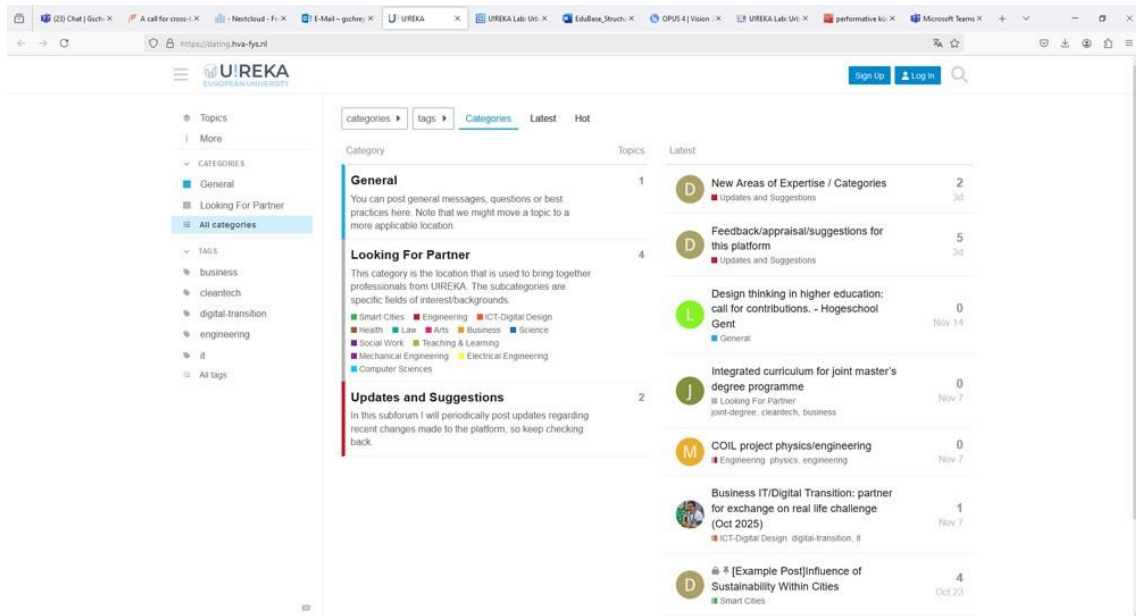 (23) Chat | Gsch
A call for cross-
- Nextcloud - F
E-Mail – gschre
U!REKA
U!REKA Lab: Urb
EduBase_Struct
OPUS 4 | Vision
U!REKA Lab: Urb
performative kü
Microsoft Teams
https://dating.hva-fys.nl
U!REKA
EUROPEAN UNIVERSITY
Sign Up
Log In
Topics
More
CATEGORIES
General
Looking For Partner
All categories
TAGS
business
cleantech
digital-transition
engineering
it
All tags
categories
tags
Categories
Latest
Hot
Category Topics
General 1
You can post general messages, questions or best
practices here. Note that we might move a topic to a
more applicable location.
Looking For Partner 4
This category is the location that is used to bring together
professionals from U!REKA. The subcategories are
specific fields of interest/backgrounds.
Smart Cities Engineering ICT-Digital Design
Health Law Arts Business Science
Social Work Teaching & Learning
Mechanical Engineering Electrical Engineering
Computer Sciences
Updates and Suggestions 2
In this subforum I will periodically post updates regarding
recent changes made to the platform, so keep checking
back.
Latest
D
New Areas of Expertise / Categories 2
Updates and Suggestions 3d
D
Feedback/appraisal/suggestions for
this platform 5
Updates and Suggestions 3d
L
Design thinking in higher education:
call for contributions. - Hogeschool 0
Gent Nov 14
General
J
Integrated curriculum for joint master's
degree programme 0
Looking For Partner Nov 7
joint-degree, cleantech, business
M
COIL project physics/engineering 0
Engineering physics, engineering Nov 7
Business IT/Digital Transition: partner
for exchange on real life challenge 1
(Oct 2025) Nov 7
ICT-Digital Design digital-transition, it
D
[Example Post]Influence of
Sustainability Within Cities 4
Smart Cities Oct 23